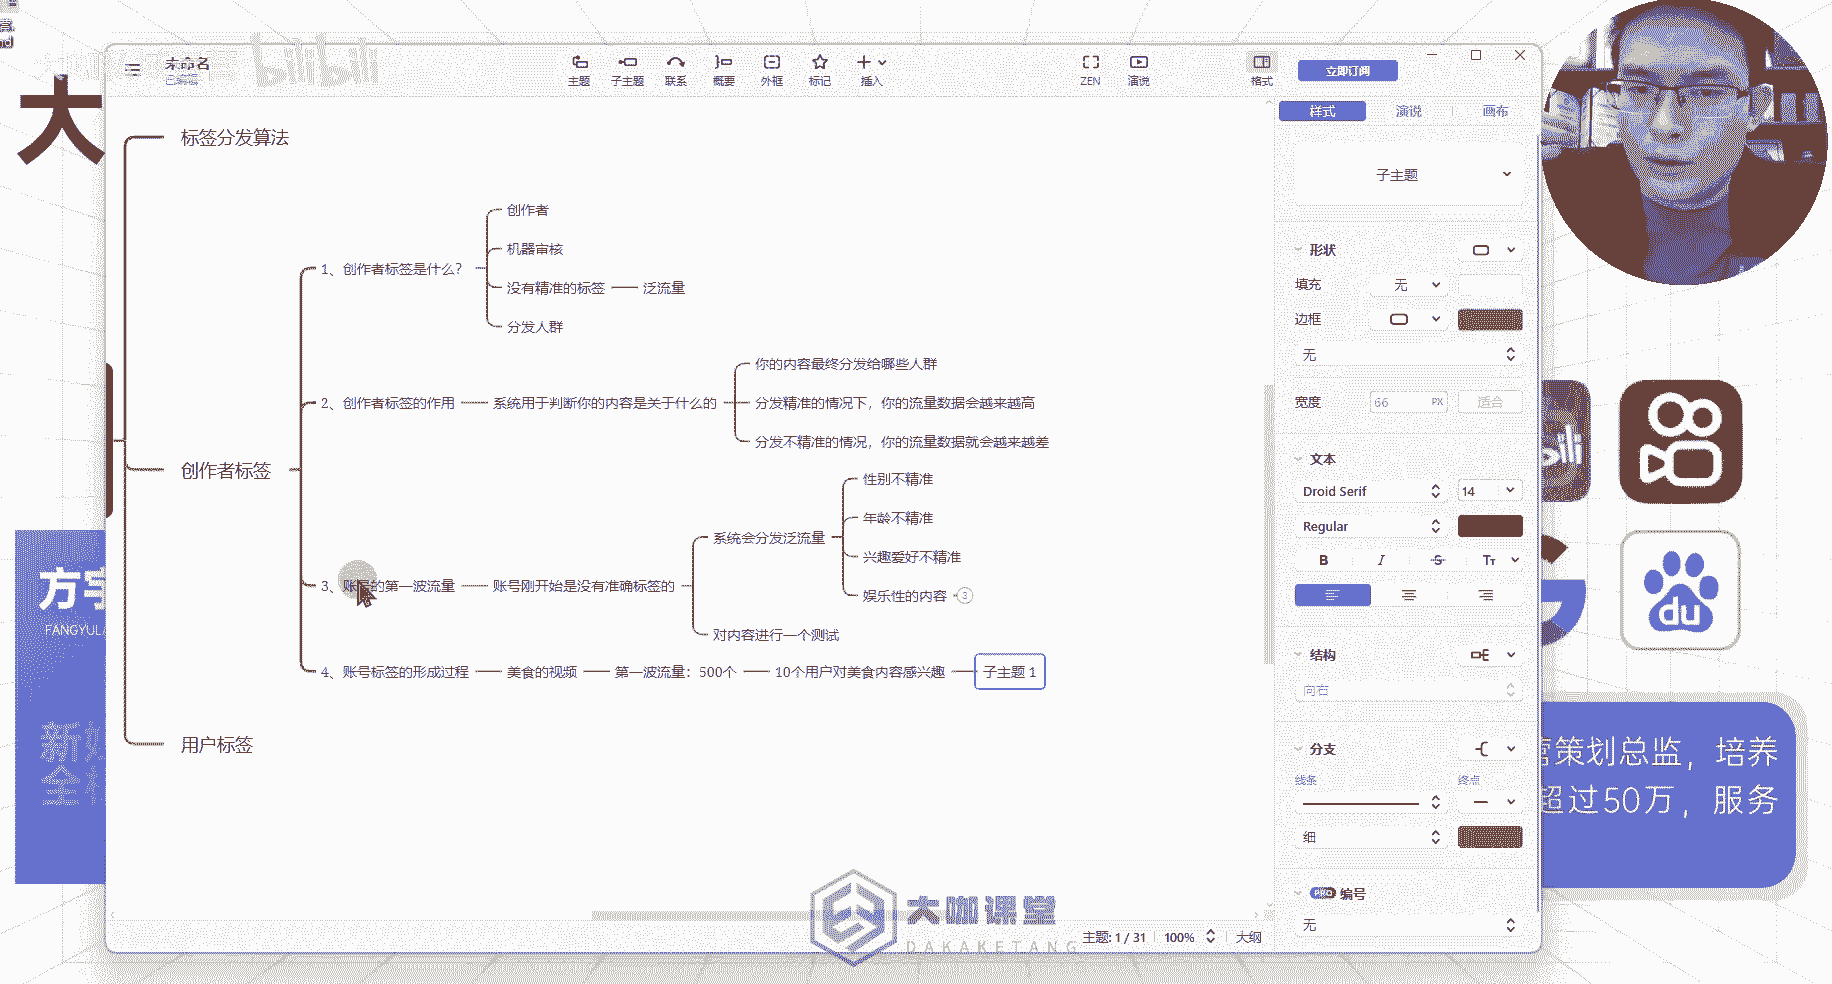 大
bilibili
未命名
已编辑
主题
子主题
联系
概要
外框
标记
插入
ZEN
演说
格式
立即订阅
样式
演说
画布
标签分发算法
创作者标签
用户标签
1、创作者标签是什么？
创作者
机器审核
没有精准的标签
泛流量
分发人群
2、创作者标签的作用
系统用于判断你的内容是关于什么的
你的内容最终分发给哪些人群
分发精准的情况下，你的流量数据会越来越高
分发不精准的情况，你的流量数据就会越来越差
3、账号的第一波流量
账号刚开始是没有准确标签的
系统会分发泛流量
性别不精准
年龄不精准
兴趣爱好不精准
娱乐性的内容
3
对内容进行一个测试
4、账号标签的形成过程
美食的视频
第一波流量：500个
10个用户对美食内容感兴趣
子主题 1
子主题
形状
填充
无
边框
无
宽度
66
PX
适合
文本
Droid Serif
14
Regular
B
I
S
Tт
结构
向右
分支
线条
终点
细
PRO 编号
无
主题: 1 / 31
100%
大纲
大咖课堂
DAKAKETANG
方宇
FANGYULA
新
全
营策划总监，培养
超过50万，服务
du